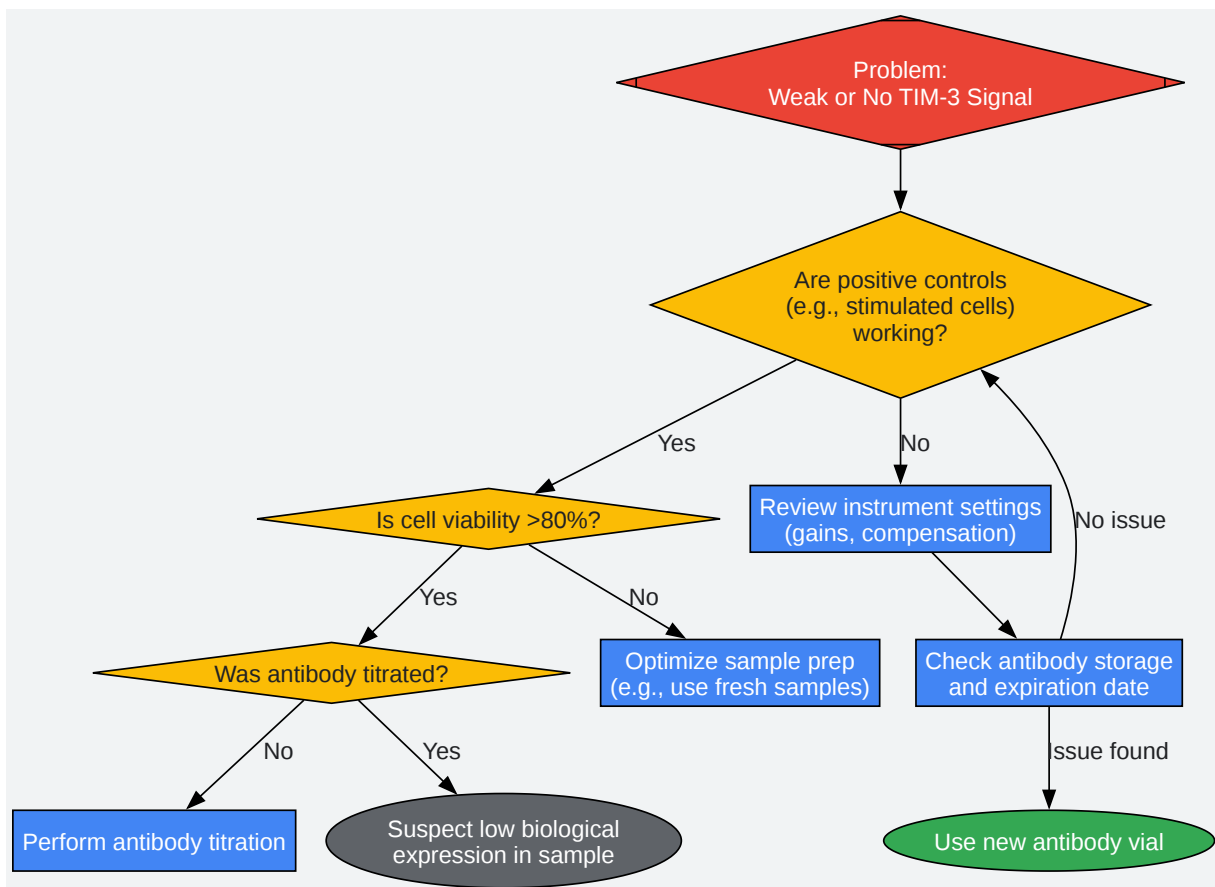 Problem:
Weak or No TIM-3 Signal
Are positive controls
(e.g., stimulated cells)
working?
Yes
No
Is cell viability >80%?
Review instrument settings
(gains, compensation)
No issue
Yes
No
Was antibody titrated?
Optimize sample prep
(e.g., use fresh samples)
Check antibody storage
and expiration date
No
Yes
Issue found
Perform antibody titration
Suspect low biological
expression in sample
Use new antibody vial